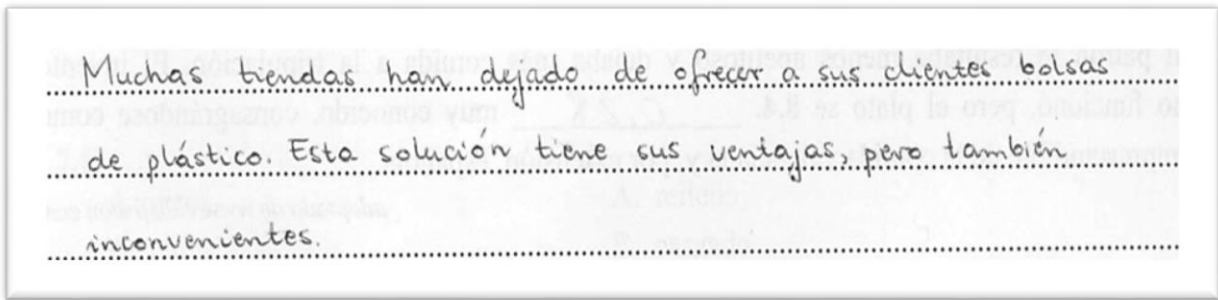 Muchas tiendas han dejado de ofrecer a sus clientes bolsas
de plástico. Esta solución tiene sus ventajas, pero también
inconvenientes.